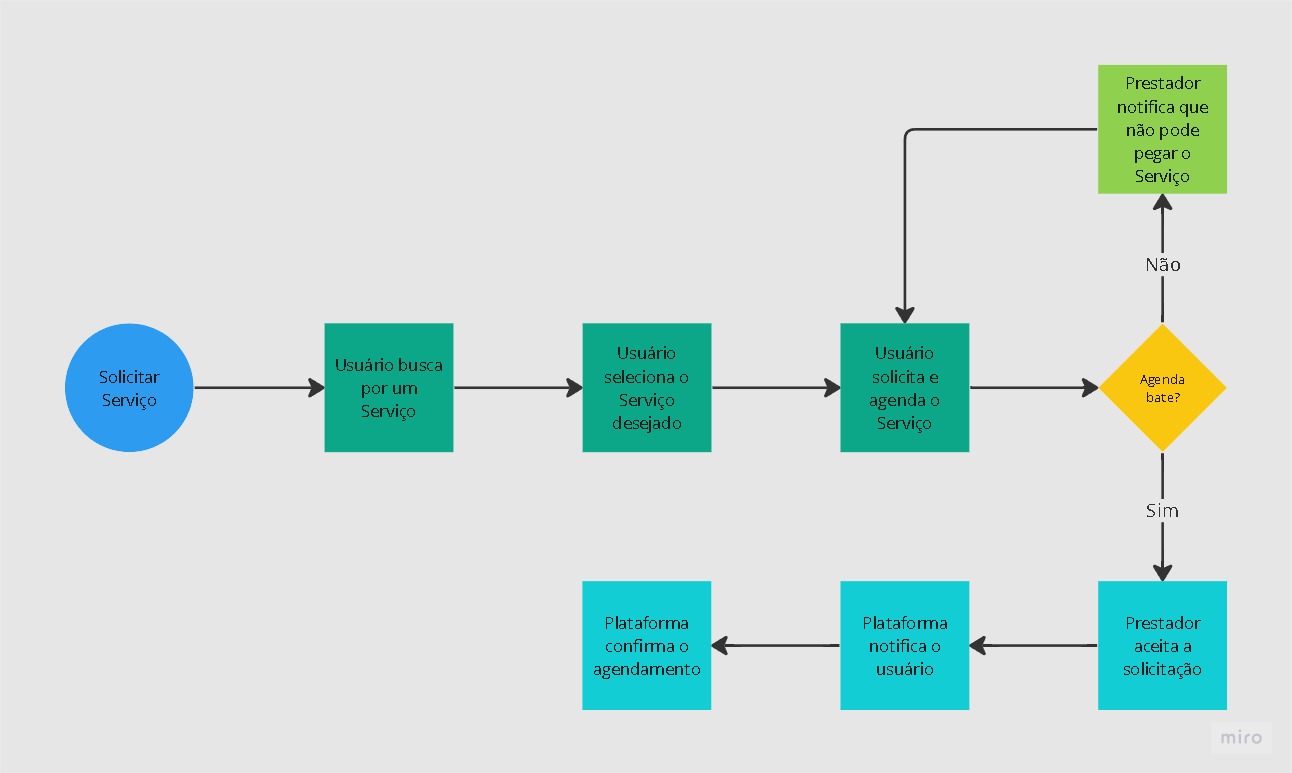 Prestador
notifica que
não pode
pegar o
Serviço
Não
Solicitar
Serviço
Usuário busca
por um
Serviço
Usuário
seleciona o
Serviço
desejado
Usuário
solicita e
agenda o
Serviço
Agenda
bate?
Sim
Plataforma
confirma o
agendamento
Plataforma
notifica o
usuário
Prestador
aceita a
solicitação
miro